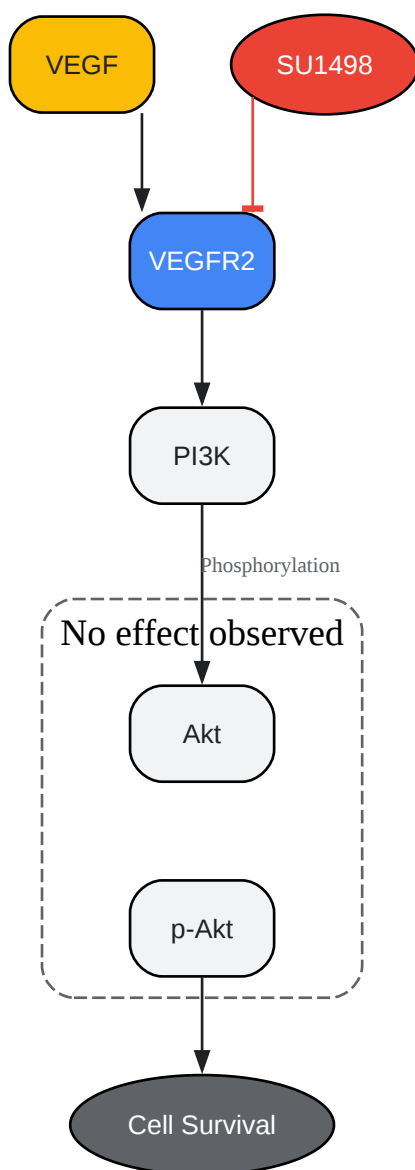 VEGF
SU1498
VEGFR2
PI3K
Phosphorylation
No effect observed
Akt
p-Akt
Cell Survival